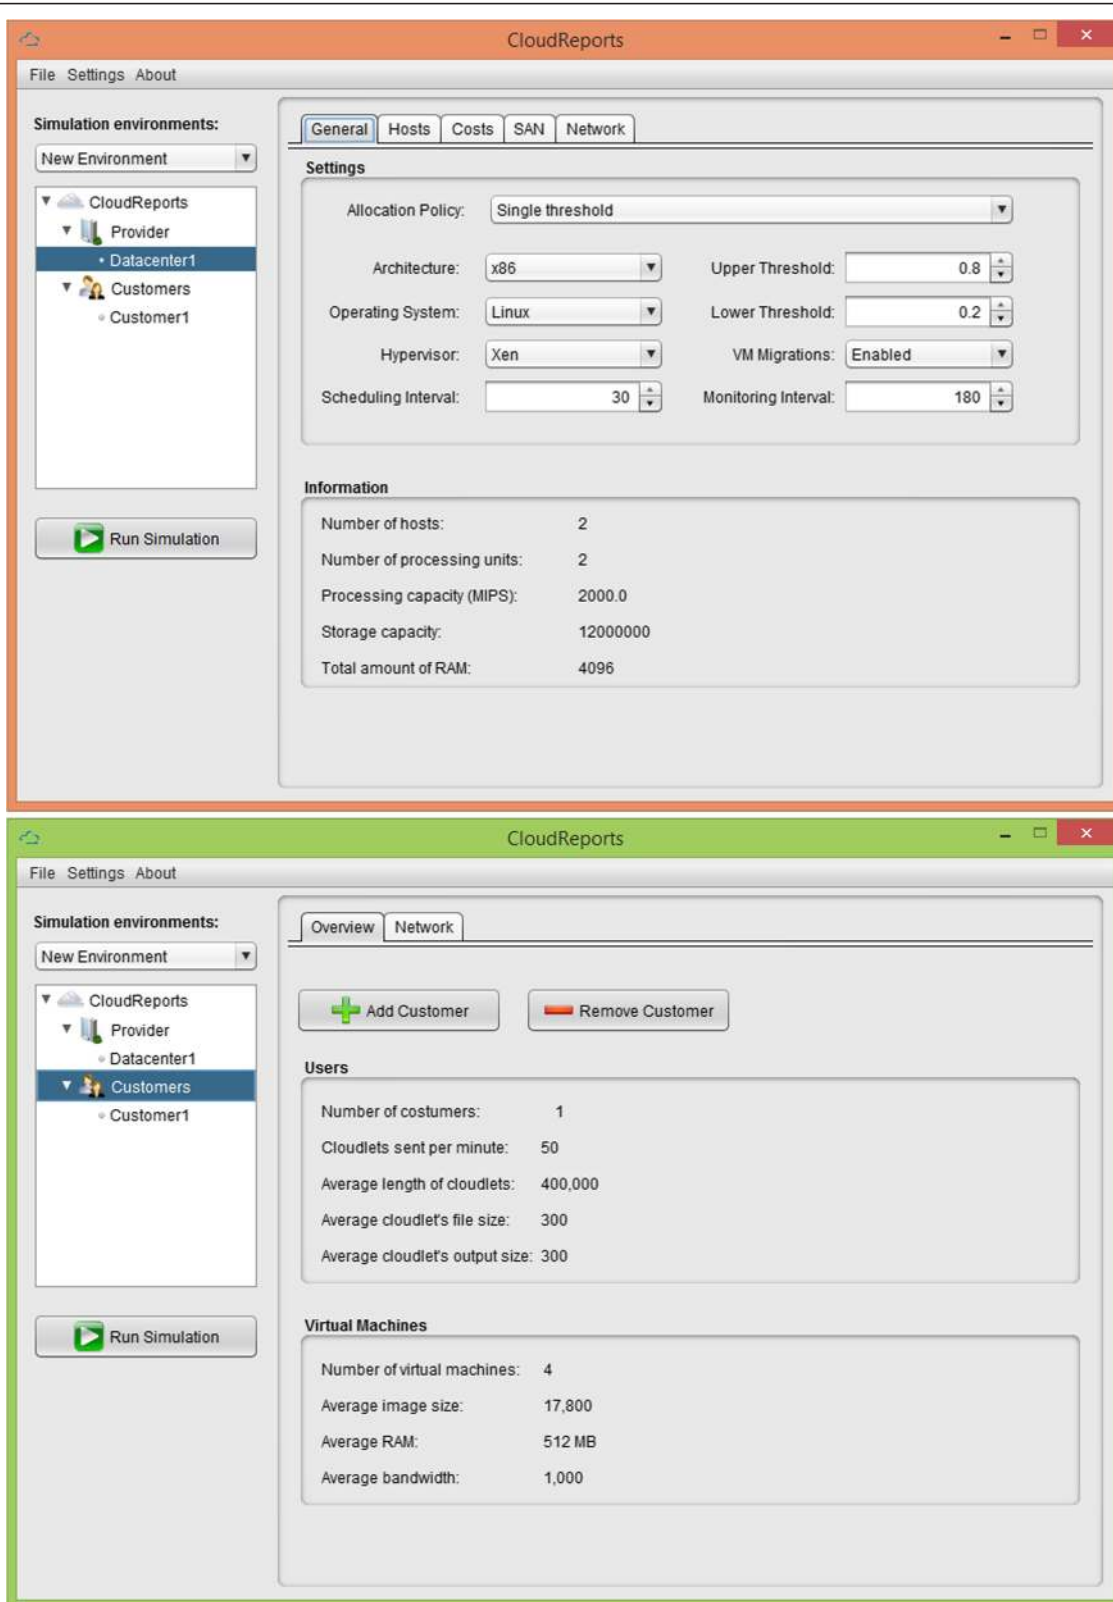 CloudReports
File Settings About
Simulation environments:
New Environment
CloudReports
Provider
Datacenter1
Customers
Customer1
Run Simulation
General Hosts Costs SAN Network
Settings
Allocation Policy: Single threshold
Architecture: x86 Upper Threshold: 0.8
Operating System: Linux Lower Threshold: 0.2
Hypervisor: Xen VM Migrations: Enabled
Scheduling Interval: 30 Monitoring Interval: 180
Information
Number of hosts: 2
Number of processing units: 2
Processing capacity (MIPS): 2000.0
Storage capacity: 12000000
Total amount of RAM: 4096
CloudReports
File Settings About
Simulation environments:
New Environment
CloudReports
Provider
Datacenter1
Customers
Customer1
Run Simulation
Overview Network
Add Customer Remove Customer
Users
Number of costumers: 1
Cloudlets sent per minute: 50
Average length of cloudlets: 400,000
Average cloudlet's file size: 300
Average cloudlet's output size: 300
Virtual Machines
Number of virtual machines: 4
Average image size: 17,800
Average RAM: 512 MB
Average bandwidth: 1,000